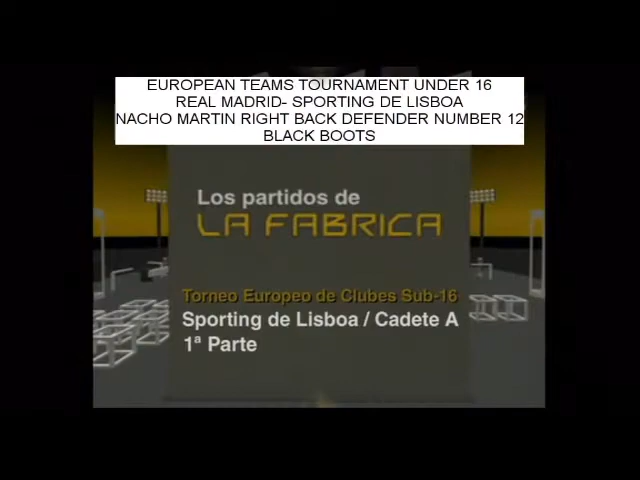 EUROPEAN TEAMS TOURNAMENT UNDER 16
REAL MADRID- SPORTING DE LISBOA
NACHO MARTIN RIGHT BACK DEFENDER NUMBER 12
BLACK BOOTS
Los partidos de
LA FABRICA
Torneo Europeo de Clubes Sub-16
Sporting de Lisboa / Cadete A
1ª Parte